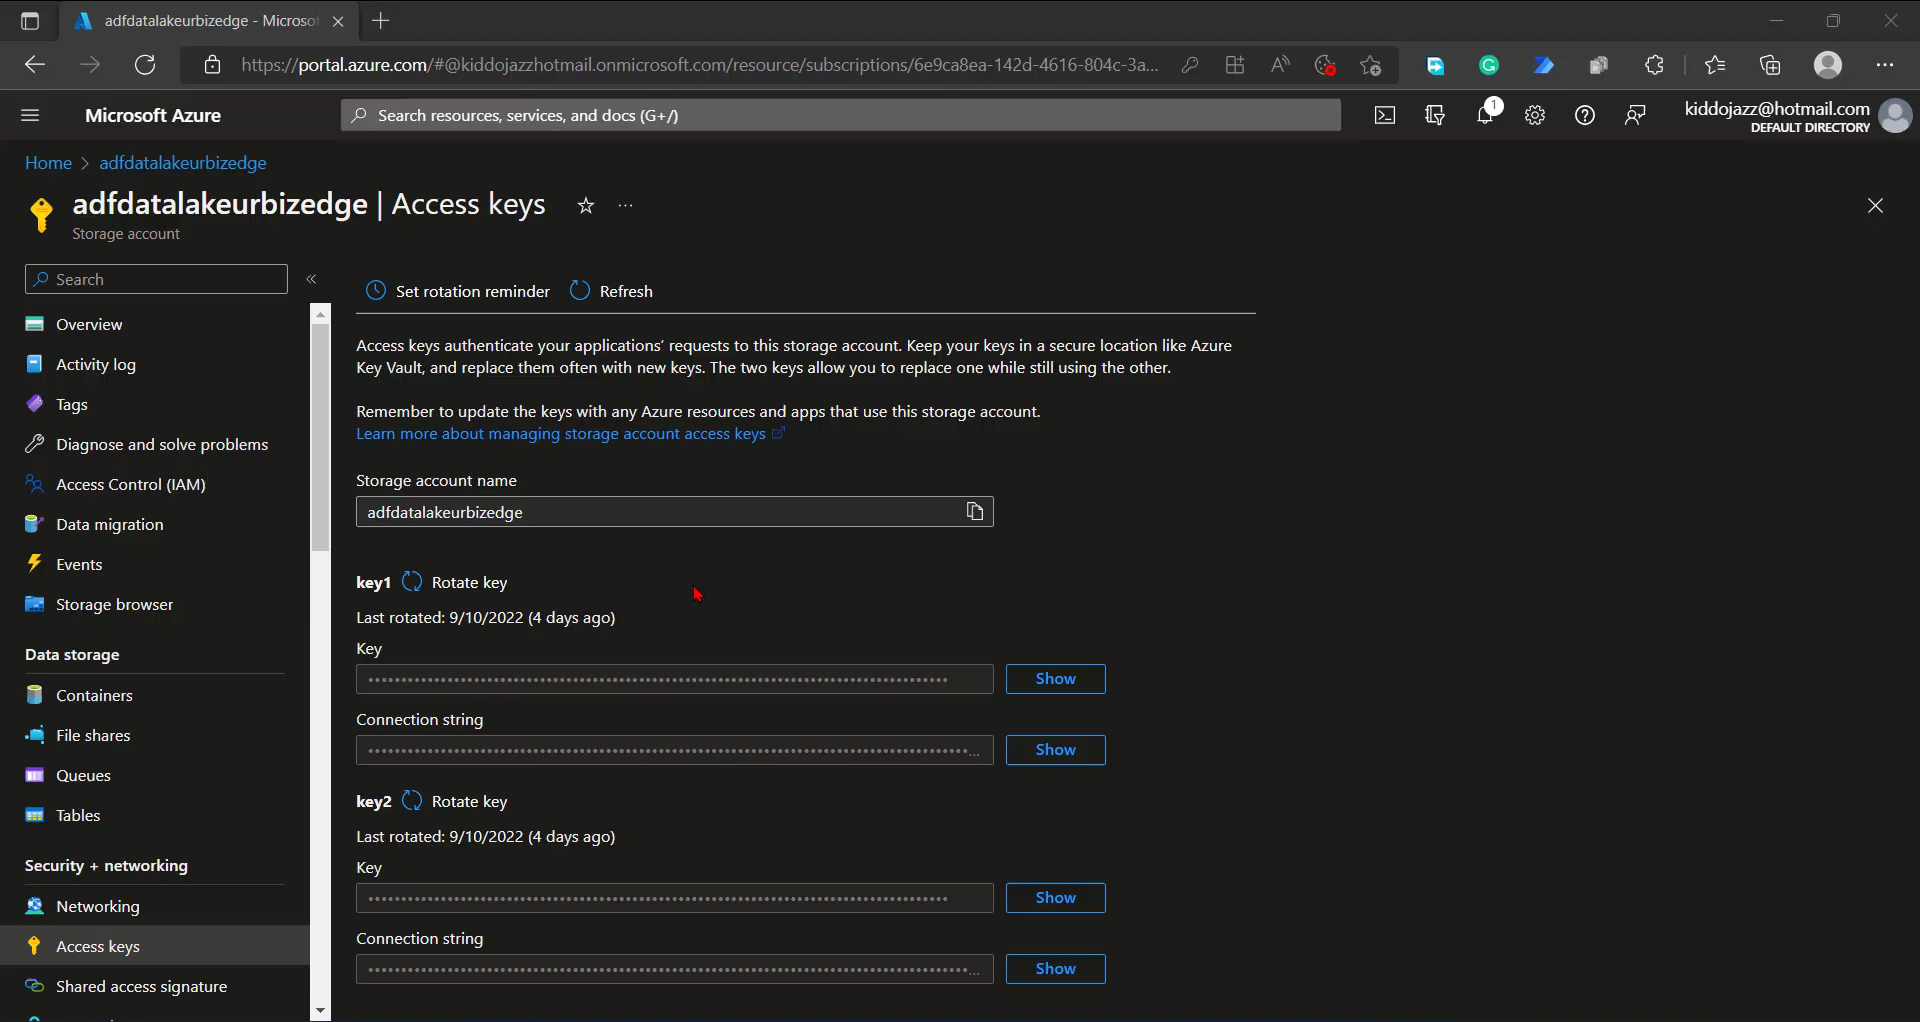 adfdatalakeurbizedge - Microsof
https://portal.azure.com/#@kiddojazzhotmail.onmicrosoft.com/resource/subscriptions/6e9ca8ea-142d-4616-804c-3a...
Microsoft Azure
Search resources, services, and docs (G+/)
1
kiddojazz@hotmail.com
DEFAULT DIRECTORY
Home > adfdatalakeurbizedge
adfdatalakeurbizedge | Access keys
Storage account
Search
«
Set rotation reminder
Refresh
Overview
Activity log
Tags
Diagnose and solve problems
Access Control (IAM)
Data migration
Events
Storage browser
Data storage
Containers
File shares
Queues
Tables
Security + networking
Networking
Access keys
Shared access signature
Access keys authenticate your applications' requests to this storage account. Keep your keys in a secure location like Azure
Key Vault, and replace them often with new keys. The two keys allow you to replace one while still using the other.
Remember to update the keys with any Azure resources and apps that use this storage account.
Learn more about managing storage account access keys
Storage account name
adfdatalakeurbizedge
key1 Rotate key
Last rotated: 9/10/2022 (4 days ago)
Key
Show
Connection string
Show
key2 Rotate key
Last rotated: 9/10/2022 (4 days ago)
Key
Show
Connection string
Show